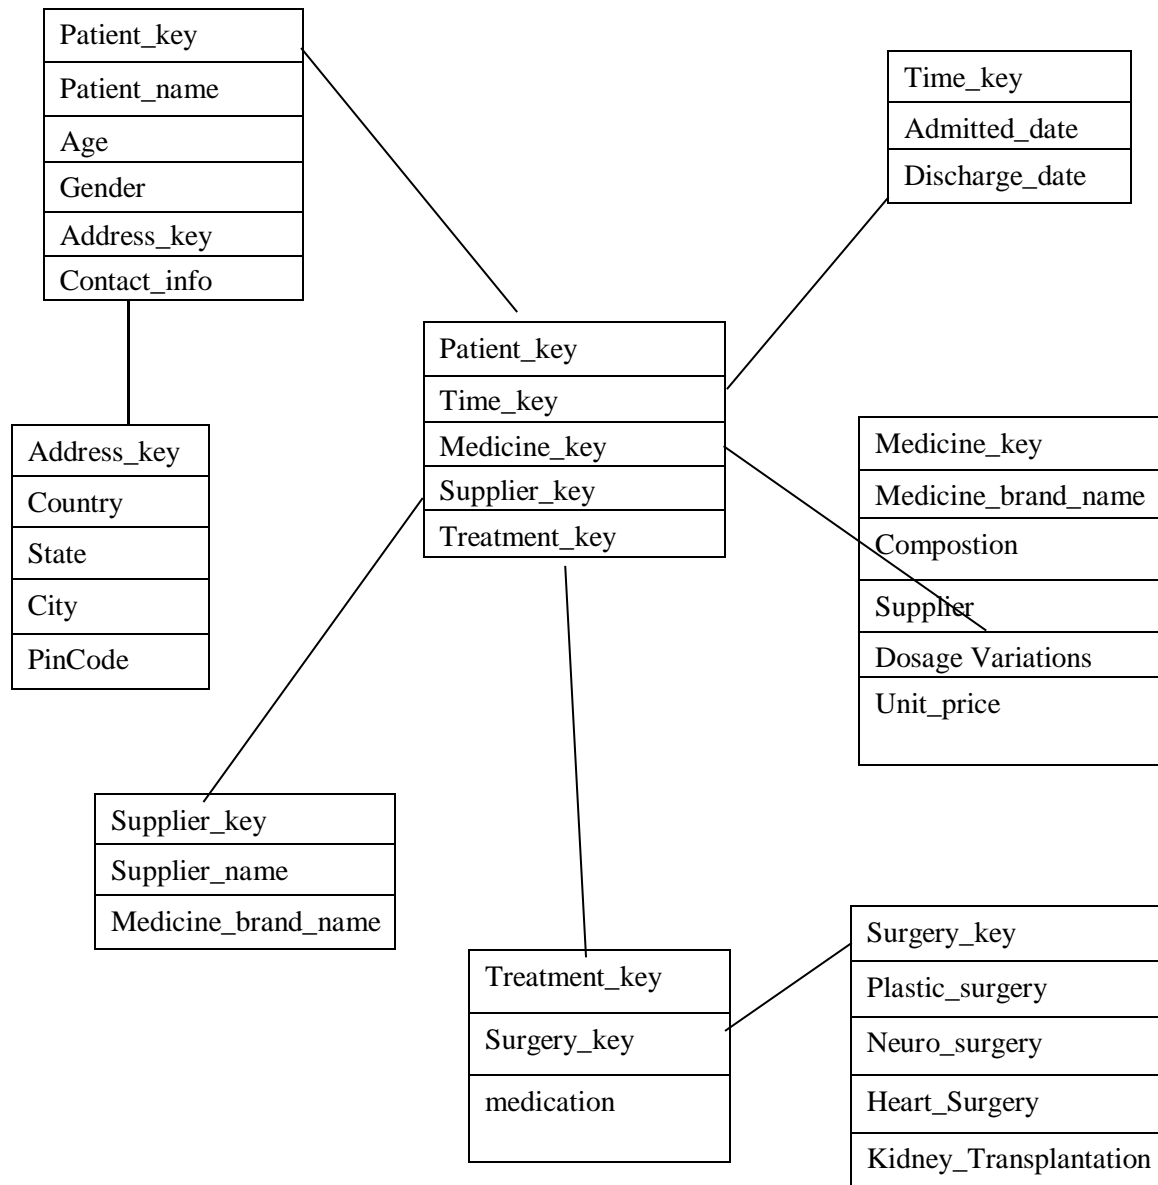 Patient_key
Patient_name
Age
Gender
Address_key
Contact_info
Time_key
Admitted_date
Discharge_date
Patient_key
Time_key
Medicine_key
Supplier_key
Treatment_key
Address_key
Country
State
City
PinCode
Medicine_key
Medicine_brand_name
Compostion
Supplier
Dosage Variations
Unit_price
Supplier_key
Supplier_name
Medicine_brand_name
Treatment_key
Surgery_key
medication
Surgery_key
Plastic_surgery
Neuro_surgery
Heart_Surgery
Kidney_Transplantation